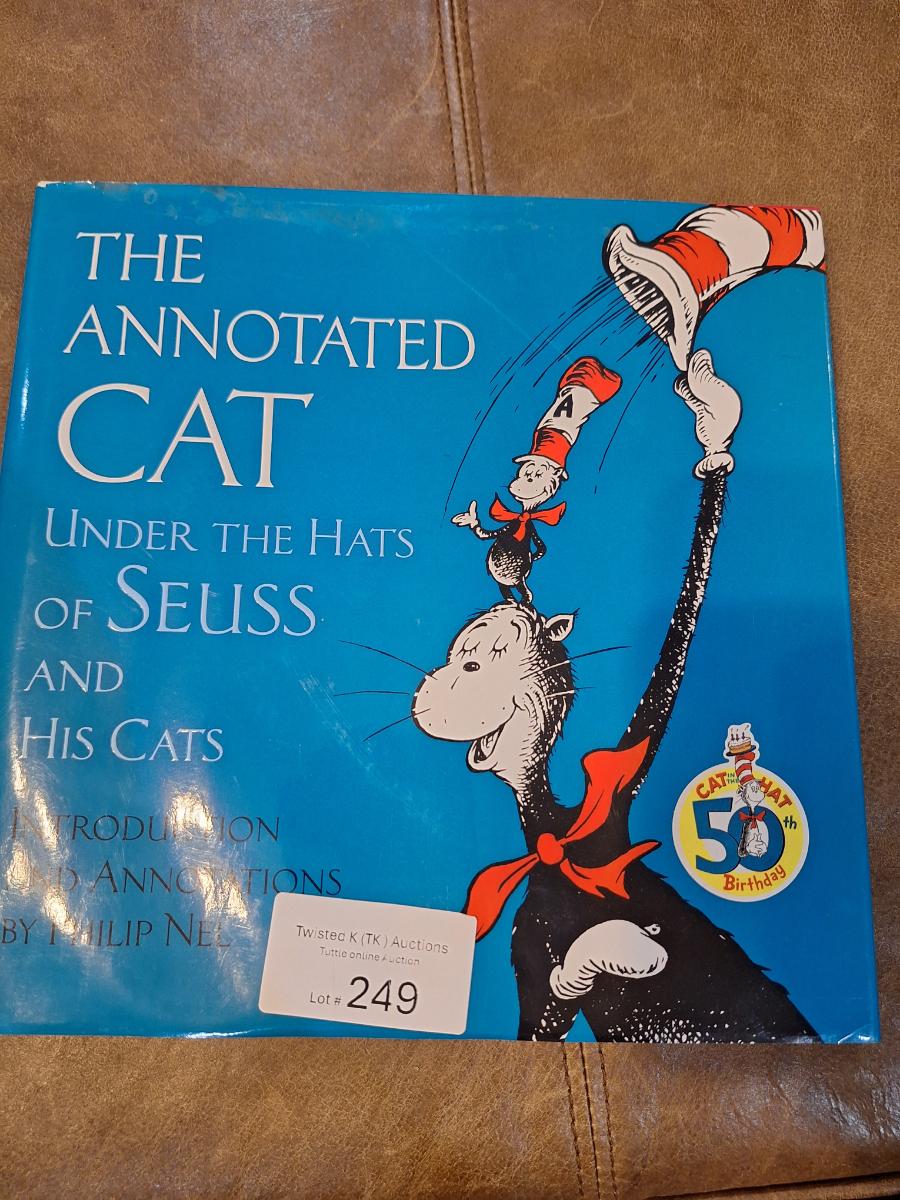 THE
ANNOTATED
CAT
UNDER THE HATS
OF SEUSS
AND
HIS CATS
INTRODUCTION
AND ANNOTATIONS
BY PHILIP NEL
A
CAT IN THE HAT
50th
Birthday
Twisted K (TK) Auctions
Tuttle online Auction
Lot # 249